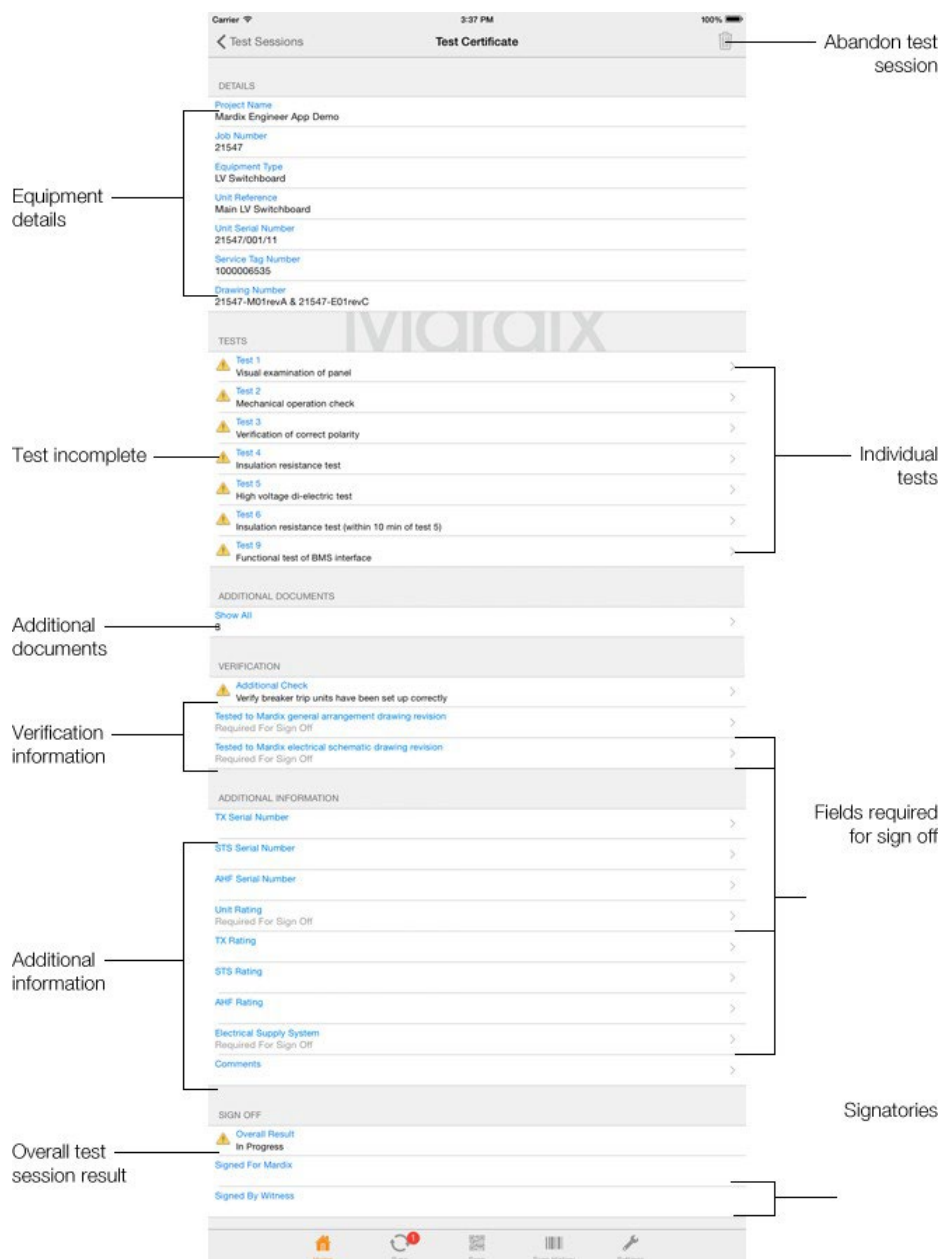 Carrier 3:37 PM 100%
Test Sessions Test Certificate
Abandon test
session
DETAILS
Project Name
Mardix Engineer App Demo
Job Number
21547
Equipment Type
LV Switchboard
Unit Reference
Main LV Switchboard
Unit Serial Number
21547/001/11
Service Tag Number
1000006535
Drawing Number
21547-M01revA & 21547-E01revC
Equipment
details
Mardix
TESTS
Test 1
Visual examination of panel
Test 2
Mechanical operation check
Test 3
Verification of correct polarity
Test 4
Insulation resistance test
Test 5
High voltage di-electric test
Test 6
Insulation resistance test (within 10 min of test 5)
Test 9
Functional test of BMS interface
Test incomplete
Individual
tests
ADDITIONAL DOCUMENTS
Show All
Additional
documents
VERIFICATION
Additional Check
Verify breaker trip units have been set up correctly
Tested to Mardix general arrangement drawing revision
Required For Sign Off
Tested to Mardix electrical schematic drawing revision
Required For Sign Off
Verification
information
ADDITIONAL INFORMATION
TX Serial Number
STS Serial Number
AHF Serial Number
Unit Rating
Required For Sign Off
TX Rating
STS Rating
AHF Rating
Electrical Supply System
Required For Sign Off
Comments
Fields required
for sign off
Additional
information
SIGN OFF
Overall Result
In Progress
Signed For Mardix
Signed By Witness
Signatories
Overall test
session result
1